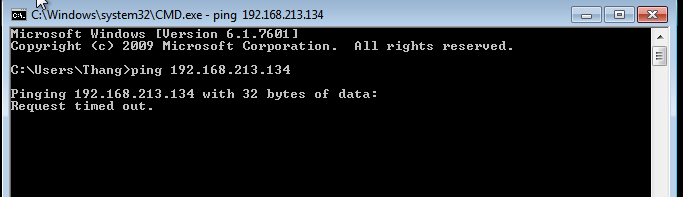 C:\Windows\system32\CMD.exe - ping 192.168.213.134
Microsoft Windows [Version 6.1.7601]
Copyright (c) 2009 Microsoft Corporation.  All rights reserved.
C:\Users\Thang>ping 192.168.213.134
Pinging 192.168.213.134 with 32 bytes of data:
Request timed out.